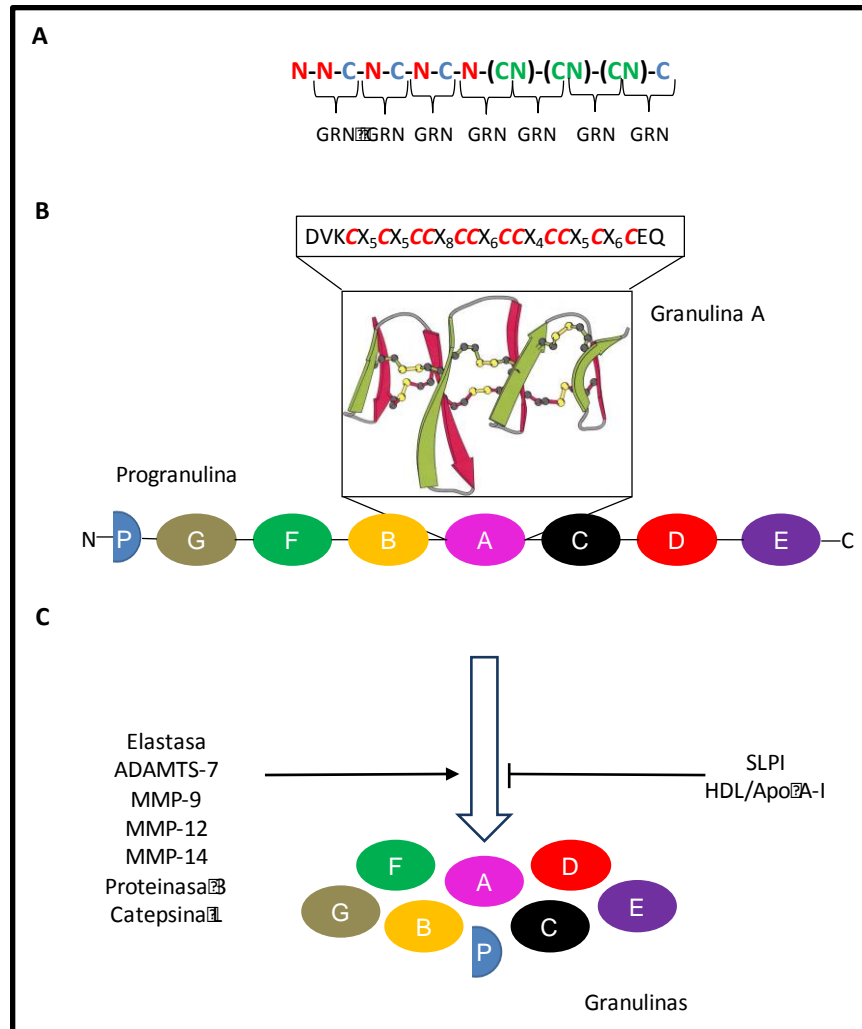 A
N-N-C-N-C-N-C-N-(CN)-(CN)-(CN)-C
GRN GRN GRN GRN GRN GRN GRN
B
DVKCX5CX5CCX8CCX6CCX4CCX5CX6CEQ
Granulina A
Progranulina
N P G F B A C D E C
C
Elastasa
ADAMTS-7
MMP-9
MMP-12
MMP-14
Proteinasa 3
Catepsina L
SLPI
HDL/Apo A-I
F A D
G B P C E
Granulinas